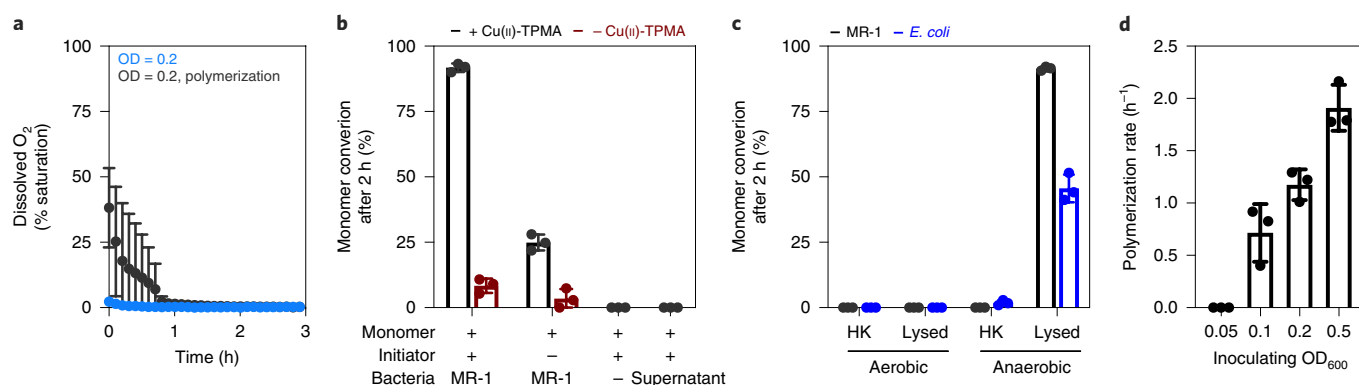 a
OD = 0.2
OD = 0.2, polymerization
100
75
50
25
0
Dissolved O2
(% saturation)
0 1 2 3
Time (h)
b
+ Cu(II)-TPMA – Cu(II)-TPMA
100
75
50
25
0
Monomer converion
after 2 h (%)
Monomer + + + +
Initiator + – + +
Bacteria MR-1 MR-1 – Supernatant
c
MR-1 E. coli
100
75
50
25
0
Monomer converion
after 2 h (%)
HK Lysed HK Lysed
Aerobic Anaerobic
d
2.5
2.0
1.5
1.0
0.5
0.0
Polymerization rate (h⁻¹)
0.05 0.1 0.2 0.5
Inoculating OD600